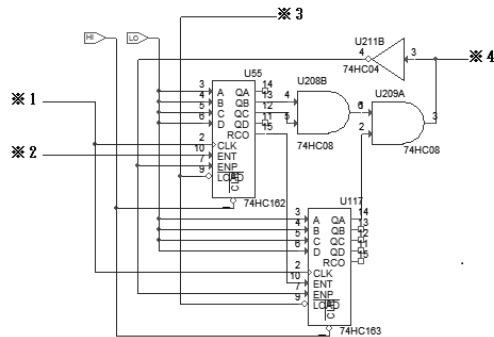 ※3
HI
LO
U211B
4
3
※4
74HC04
U55
U208B
U209A
3
4
5
6
A
B
C
D
QA
QB
QC
QD
RCO
14
13
12
11
15
4
5
6
1
2
3
※1
2
CLK
※2
10
ENT
7
ENP
9
LOAD
CLR
74HC08
74HC08
74HC162
U117
3
4
5
6
A
B
C
D
QA
QB
QC
QD
RCO
14
13
12
11
15
2
CLK
10
ENT
7
ENP
9
LOAD
74HC163